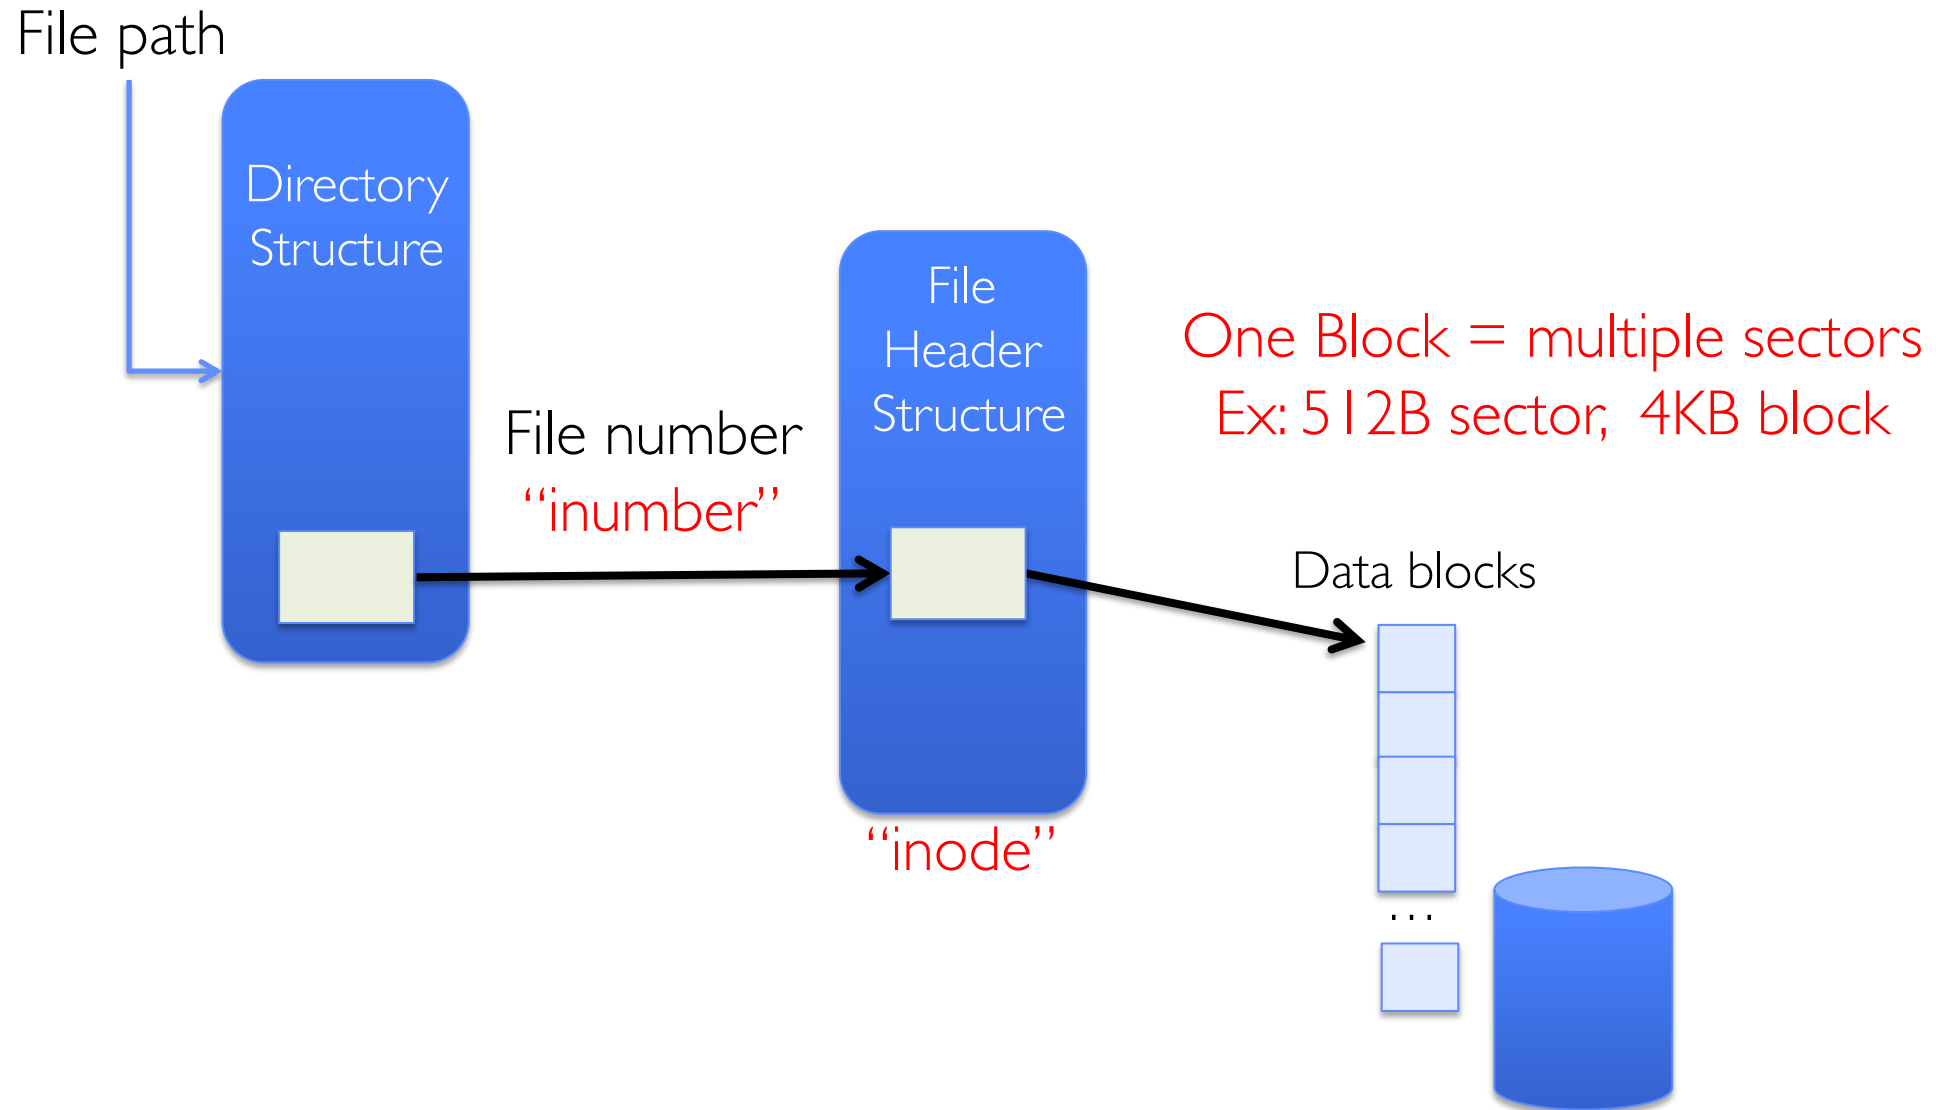 File path
Directory
Structure
File number
“inumber”
File
Header
Structure
“inode”
One Block = multiple sectors
Ex: 512B sector, 4KB block
Data blocks
...